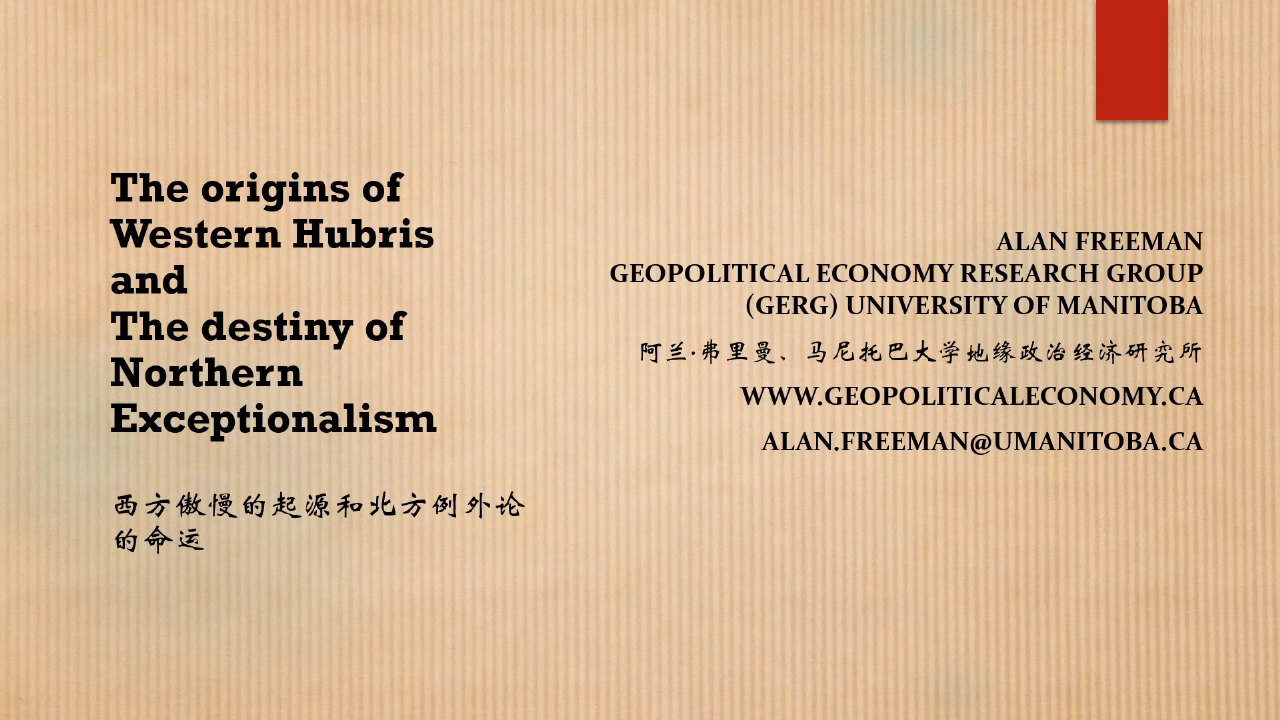 The origins of
Western Hubris
and
The destiny of
Northern
Exceptionalism
西方傲慢的起源和北方例外论
的命运
ALAN FREEMAN
GEOPOLITICAL ECONOMY RESEARCH GROUP
(GERG) UNIVERSITY OF MANITOBA
阿兰·弗里曼、马尼托巴大学地缘政治经济研究所
WWW.GEOPOLITICALECONOMY.CA
ALAN.FREEMAN@UMANITOBA.CA